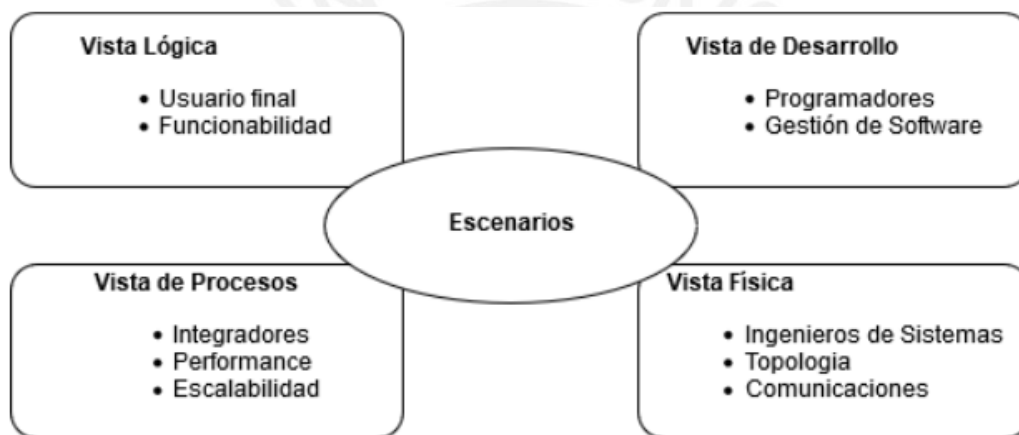 Vista Lógica
• Usuario final
• Funcionabilidad
Vista de Desarrollo
• Programadores
• Gestión de Software
Escenarios
Vista de Procesos
• Integradores
• Performance
• Escalabilidad
Vista Física
• Ingenieros de Sistemas
• Topologia
• Comunicaciones